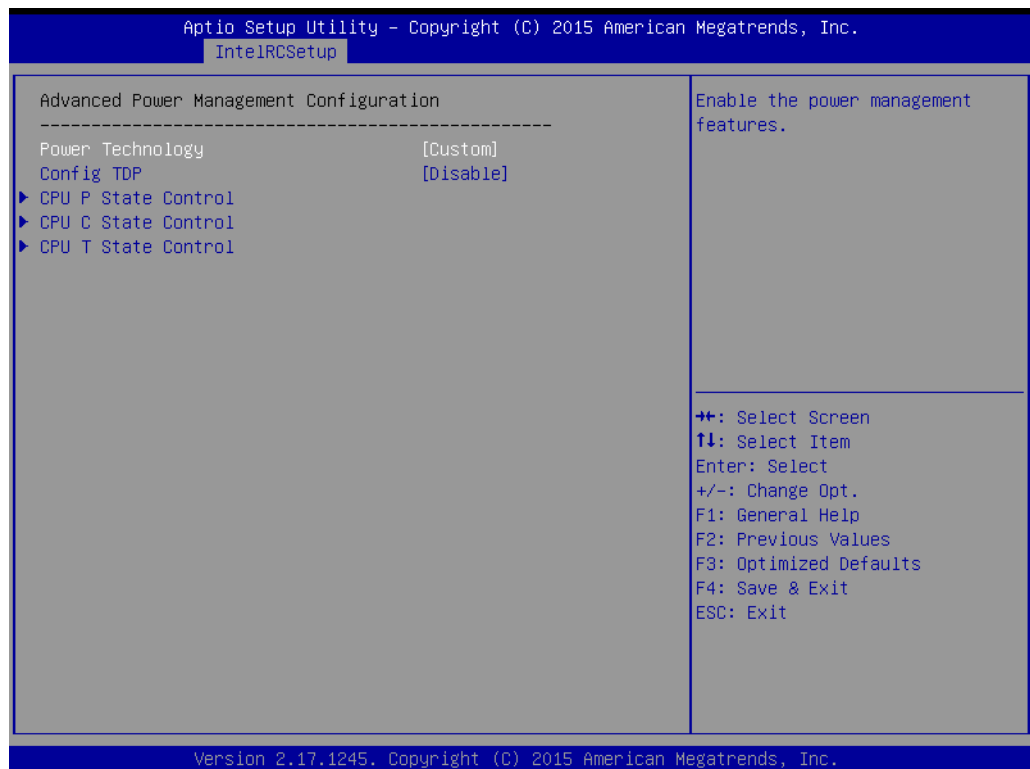 Aptio Setup Utility – Copyright (C) 2015 American Megatrends, Inc.
IntelRCSetup
Advanced Power Management Configuration
--------------------------------------------------
Power Technology [Custom]
Config TDP [Disable]
▶ CPU P State Control
▶ CPU C State Control
▶ CPU T State Control
Enable the power management
features.
→←: Select Screen
↑↓: Select Item
Enter: Select
+/-: Change Opt.
F1: General Help
F2: Previous Values
F3: Optimized Defaults
F4: Save & Exit
ESC: Exit
Version 2.17.1245. Copyright (C) 2015 American Megatrends, Inc.